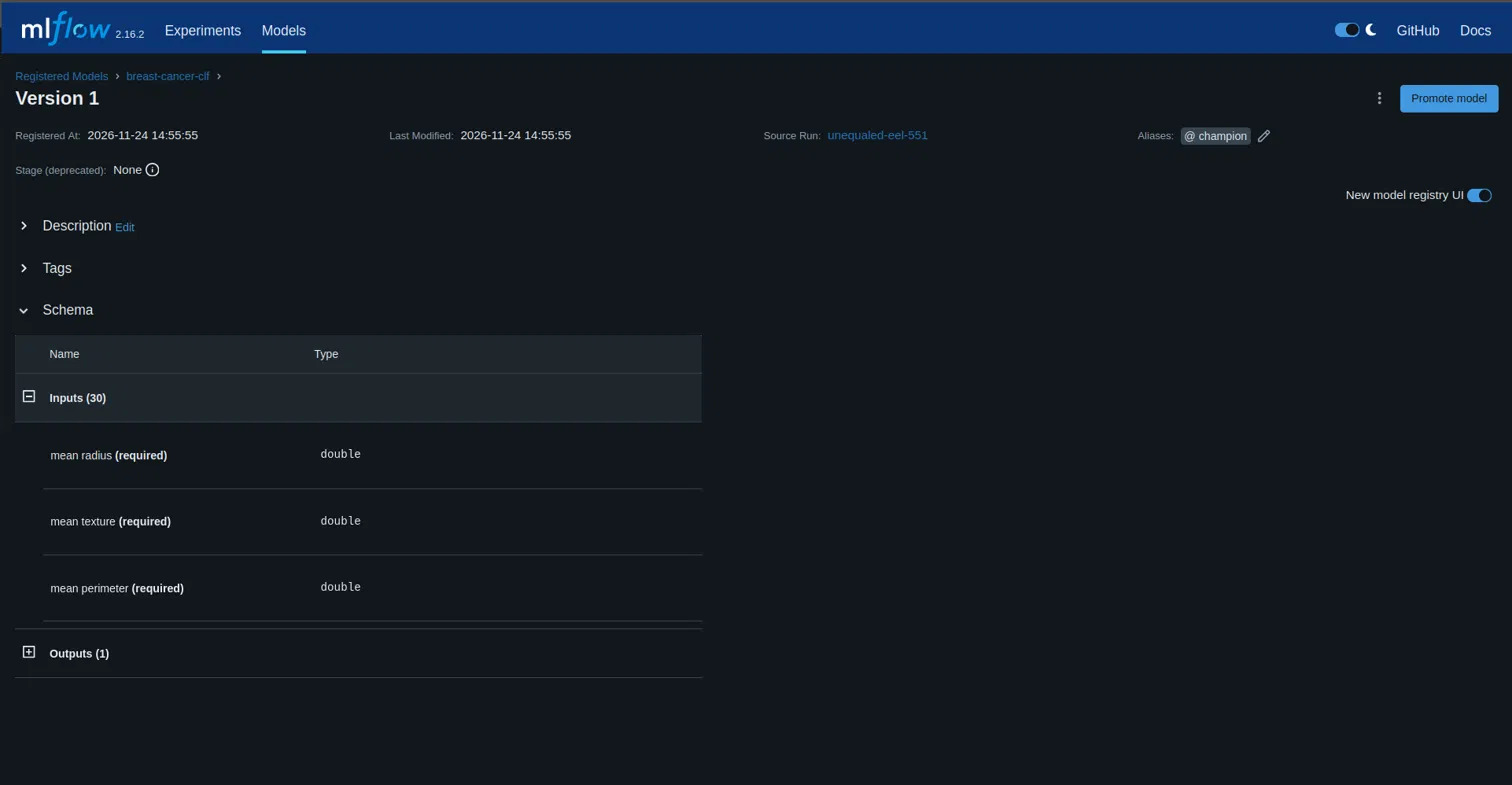 mlflow 2.16.2 Experiments Models GitHub Docs
Registered Models › breast-cancer-clf ›
Version 1 Promote model
Registered At: 2026-11-24 14:55:55 Last Modified: 2026-11-24 14:55:55 Source Run: unequaled-eel-551 Aliases: @ champion
Stage (deprecated): None
New model registry UI
Description Edit
Tags
Schema
Name Type
Inputs (30)
mean radius (required) double
mean texture (required) double
mean perimeter (required) double
Outputs (1)